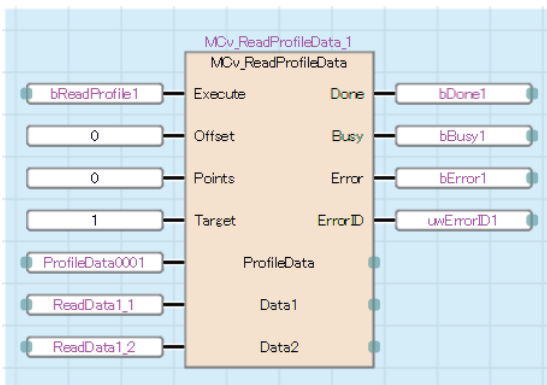 MCv_ReadProfileData_1
MCv_ReadProfileData
bReadProfile1 Execute Done bDone1
0 Offset Busy bBusy1
0 Points Error bError1
1 Target ErrorID uwErrorID1
ProfileData0001 ProfileData
ReadData1_1 Data1
ReadData1_2 Data2